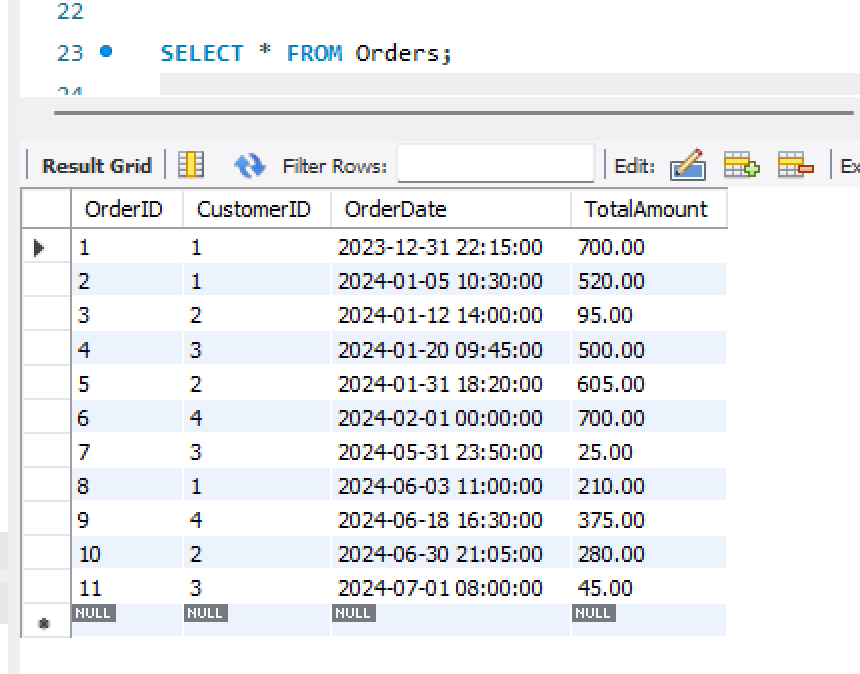 22
23 SELECT * FROM Orders;
24
Result Grid Filter Rows: Edit: Ex
OrderID CustomerID OrderDate TotalAmount
1 1 2023-12-31 22:15:00 700.00
2 1 2024-01-05 10:30:00 520.00
3 2 2024-01-12 14:00:00 95.00
4 3 2024-01-20 09:45:00 500.00
5 2 2024-01-31 18:20:00 605.00
6 4 2024-02-01 00:00:00 700.00
7 3 2024-05-31 23:50:00 25.00
8 1 2024-06-03 11:00:00 210.00
9 4 2024-06-18 16:30:00 375.00
10 2 2024-06-30 21:05:00 280.00
11 3 2024-07-01 08:00:00 45.00
NULL NULL NULL NULL